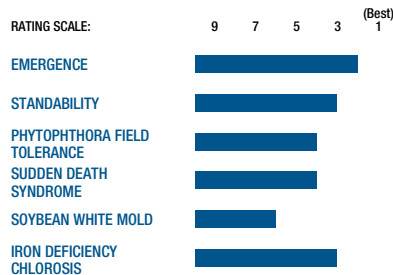 (Best)
RATING SCALE: 9 7 5 3 1
EMERGENCE
STANDABILITY
PHYTOPHTHORA FIELD
TOLERANCE
SUDDEN DEATH
SYNDROME
SOYBEAN WHITE MOLD
IRON DEFICIENCY
CHLOROSIS